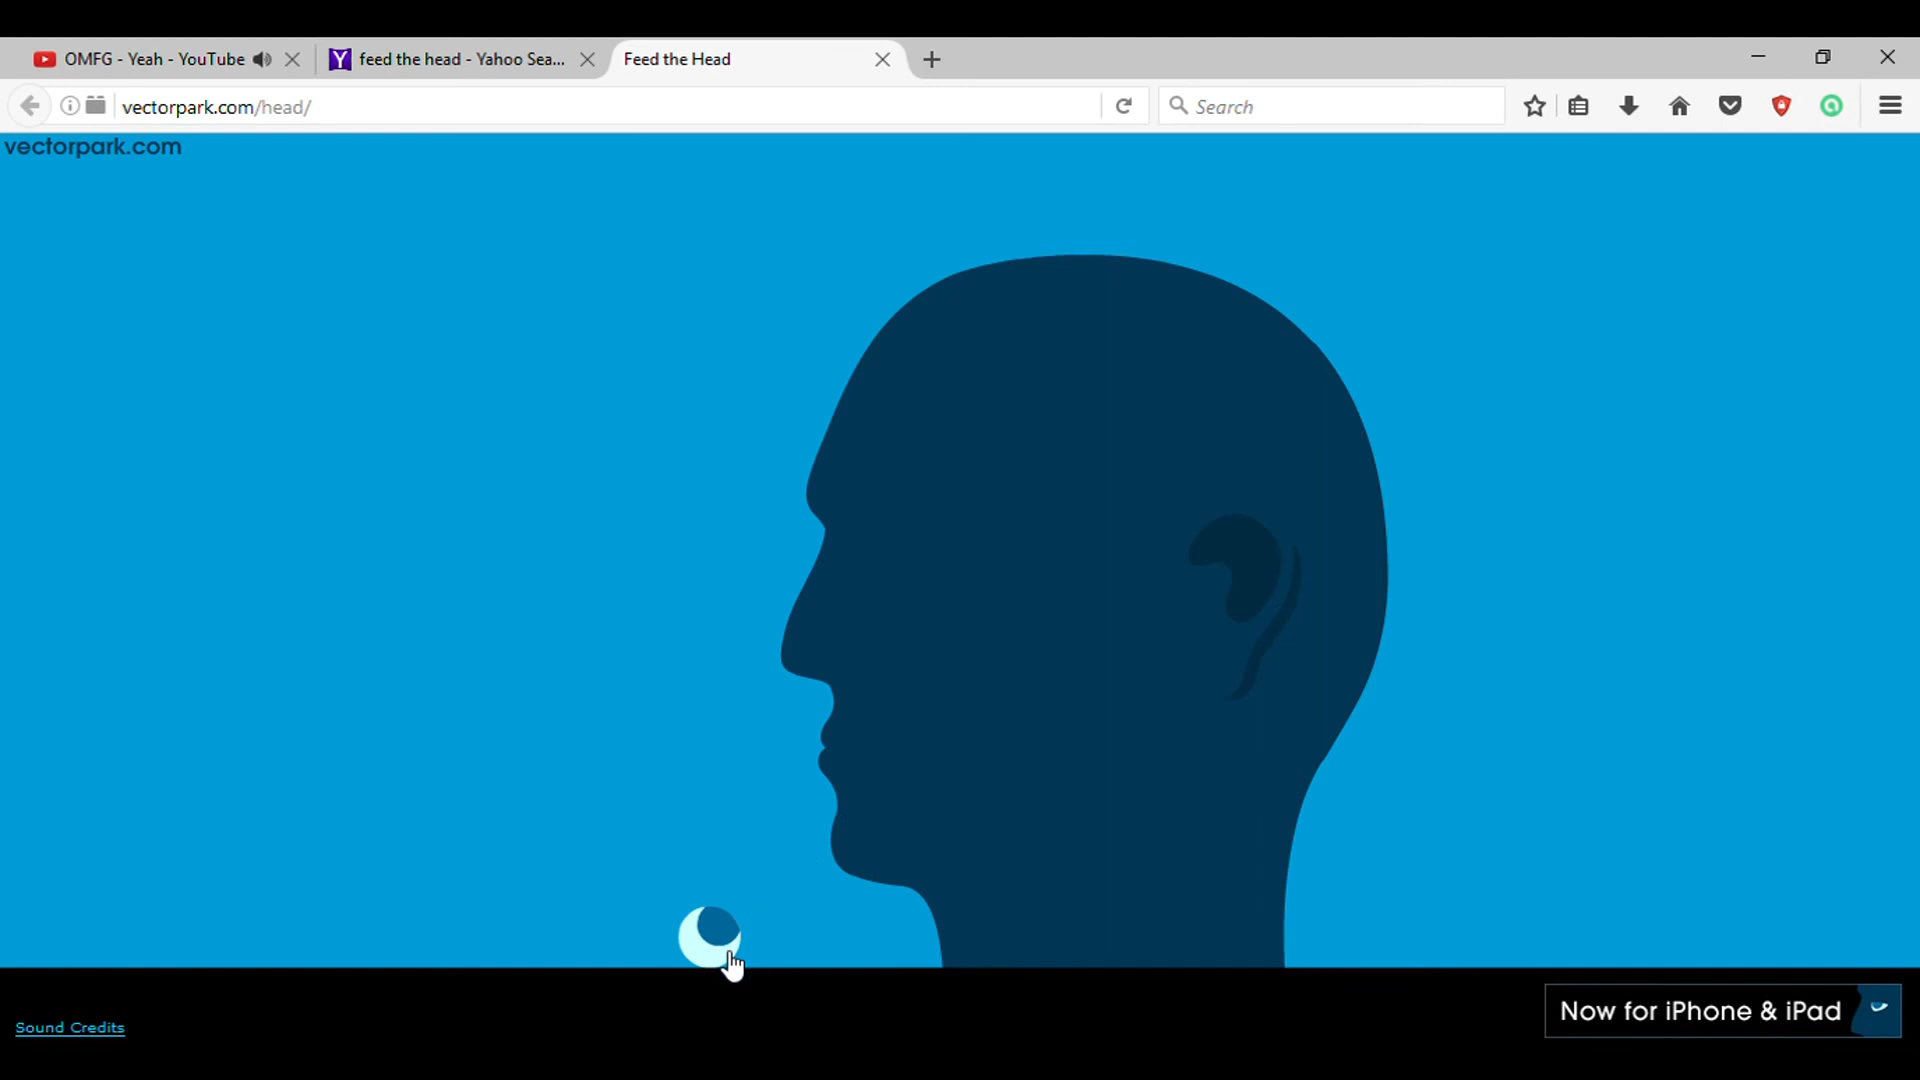 OMFG - Yeah - YouTube
feed the head - Yahoo Sea...
Feed the Head
vectorpark.com/head/
Search
vectorpark.com
Sound Credits
Now for iPhone & iPad